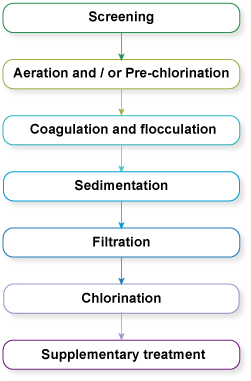 Screening
Aeration and / or Pre-chlorination
Coagulation and flocculation
Sedimentation
Filtration
Chlorination
Supplementary treatment